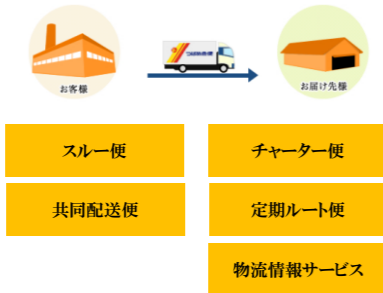 お客様
お届け先様
スルー便
チャーター便
共同配送便
定期ルート便
物流情報サービス